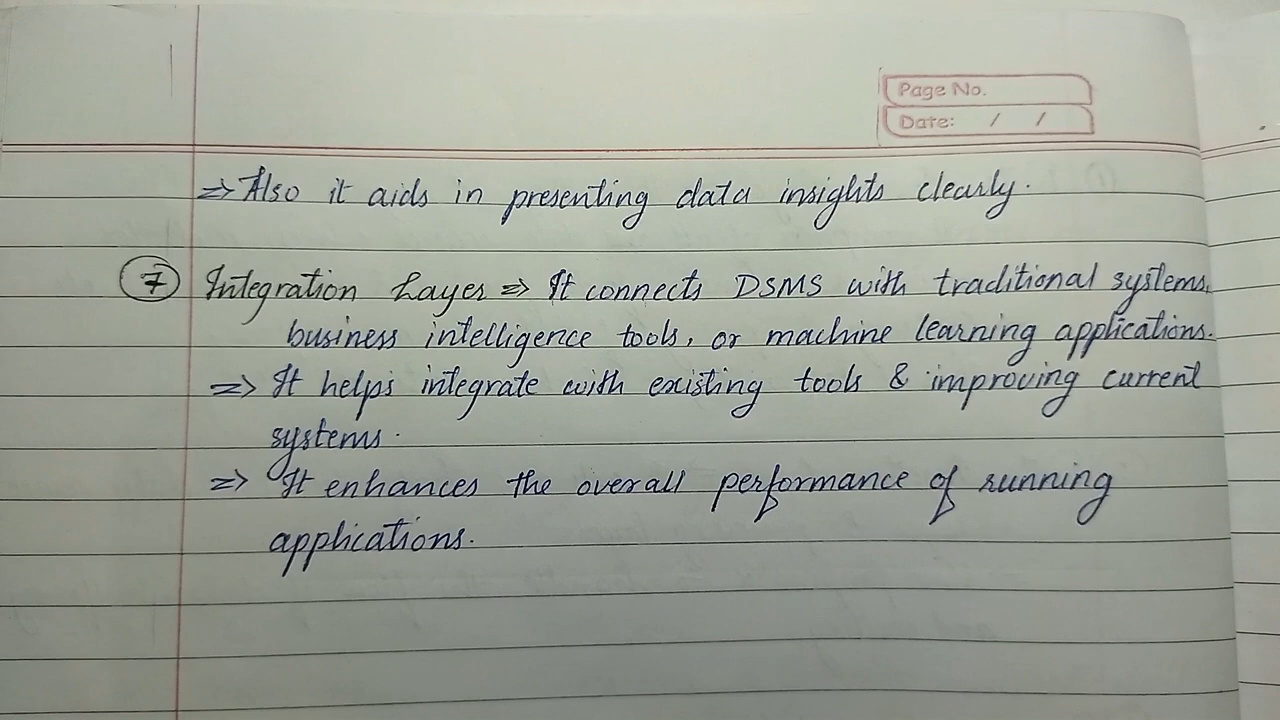 Page No.
Date: / /
⇒ Also it aids in presenting data insights clearly.
7 Integration Layer ⇒ It connects DSMS with traditional systems,
business intelligence tools, or machine learning applications.
⇒ It helps integrate with existing tools & improving current
systems.
⇒ It enhances the overall performance of running
applications.